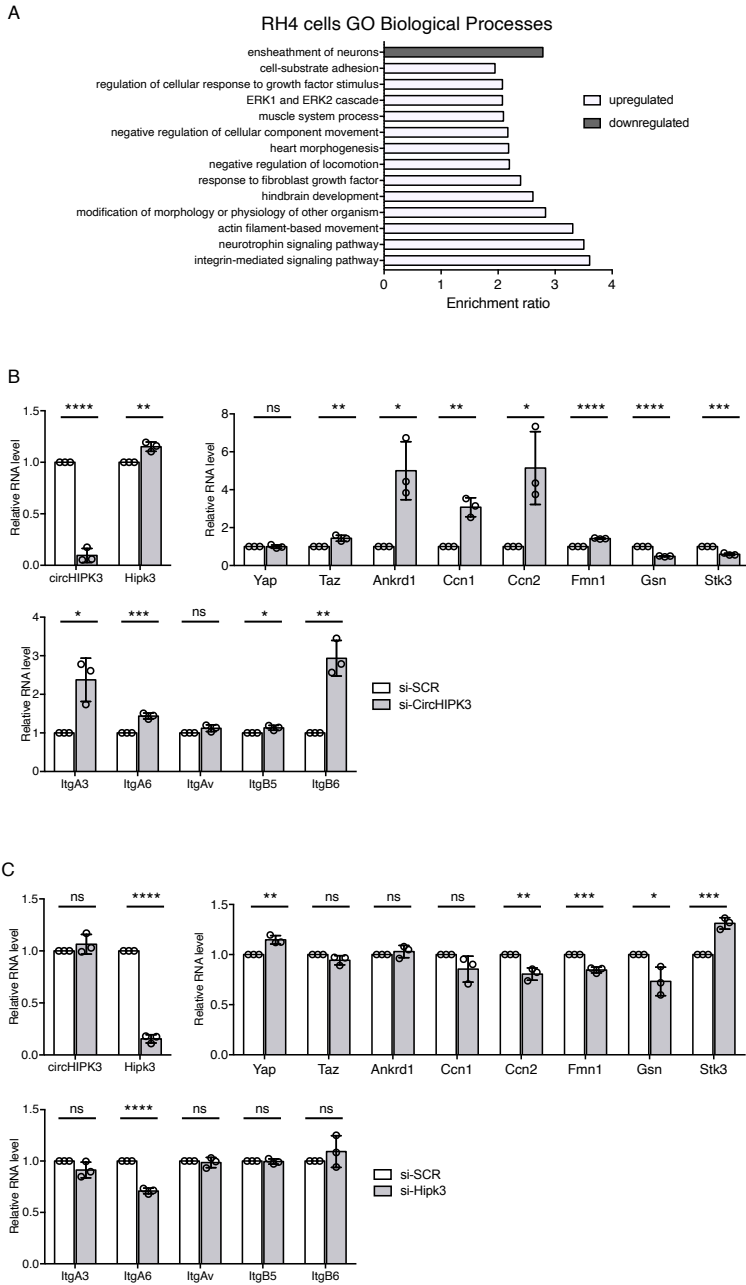 A
RH4 cells GO Biological Processes
ensheathment of neurons
cell-substrate adhesion
regulation of cellular response to growth factor stimulus
ERK1 and ERK2 cascade
muscle system process
negative regulation of cellular component movement
heart morphogenesis
negative regulation of locomotion
response to fibroblast growth factor
hindbrain development
modification of morphology or physiology of other organism
actin filament-based movement
neurotrophin signaling pathway
integrin-mediated signaling pathway
upregulated
downregulated
0 1 2 3 4
Enrichment ratio
B
Relative RNA level
1.5
1.0
0.5
0.0
**** **
circHIPK3 Hipk3
Relative RNA level
8
6
4
2
0
ns ** * ** * **** **** ***
Yap Taz Ankrd1 Ccn1 Ccn2 Fmn1 Gsn Stk3
Relative RNA level
4
3
2
1
0
* *** ns * **
ItgA3 ItgA6 ItgAv ItgB5 ItgB6
si-SCR
si-CircHIPK3
C
Relative RNA level
1.5
1.0
0.5
0.0
ns ****
circHIPK3 Hipk3
Relative RNA level
1.5
1.0
0.5
0.0
** ns ns ns ** *** * ***
Yap Taz Ankrd1 Ccn1 Ccn2 Fmn1 Gsn Stk3
Relative RNA level
1.5
1.0
0.5
0.0
ns **** ns ns ns
ItgA3 ItgA6 ItgAv ItgB5 ItgB6
si-SCR
si-Hipk3